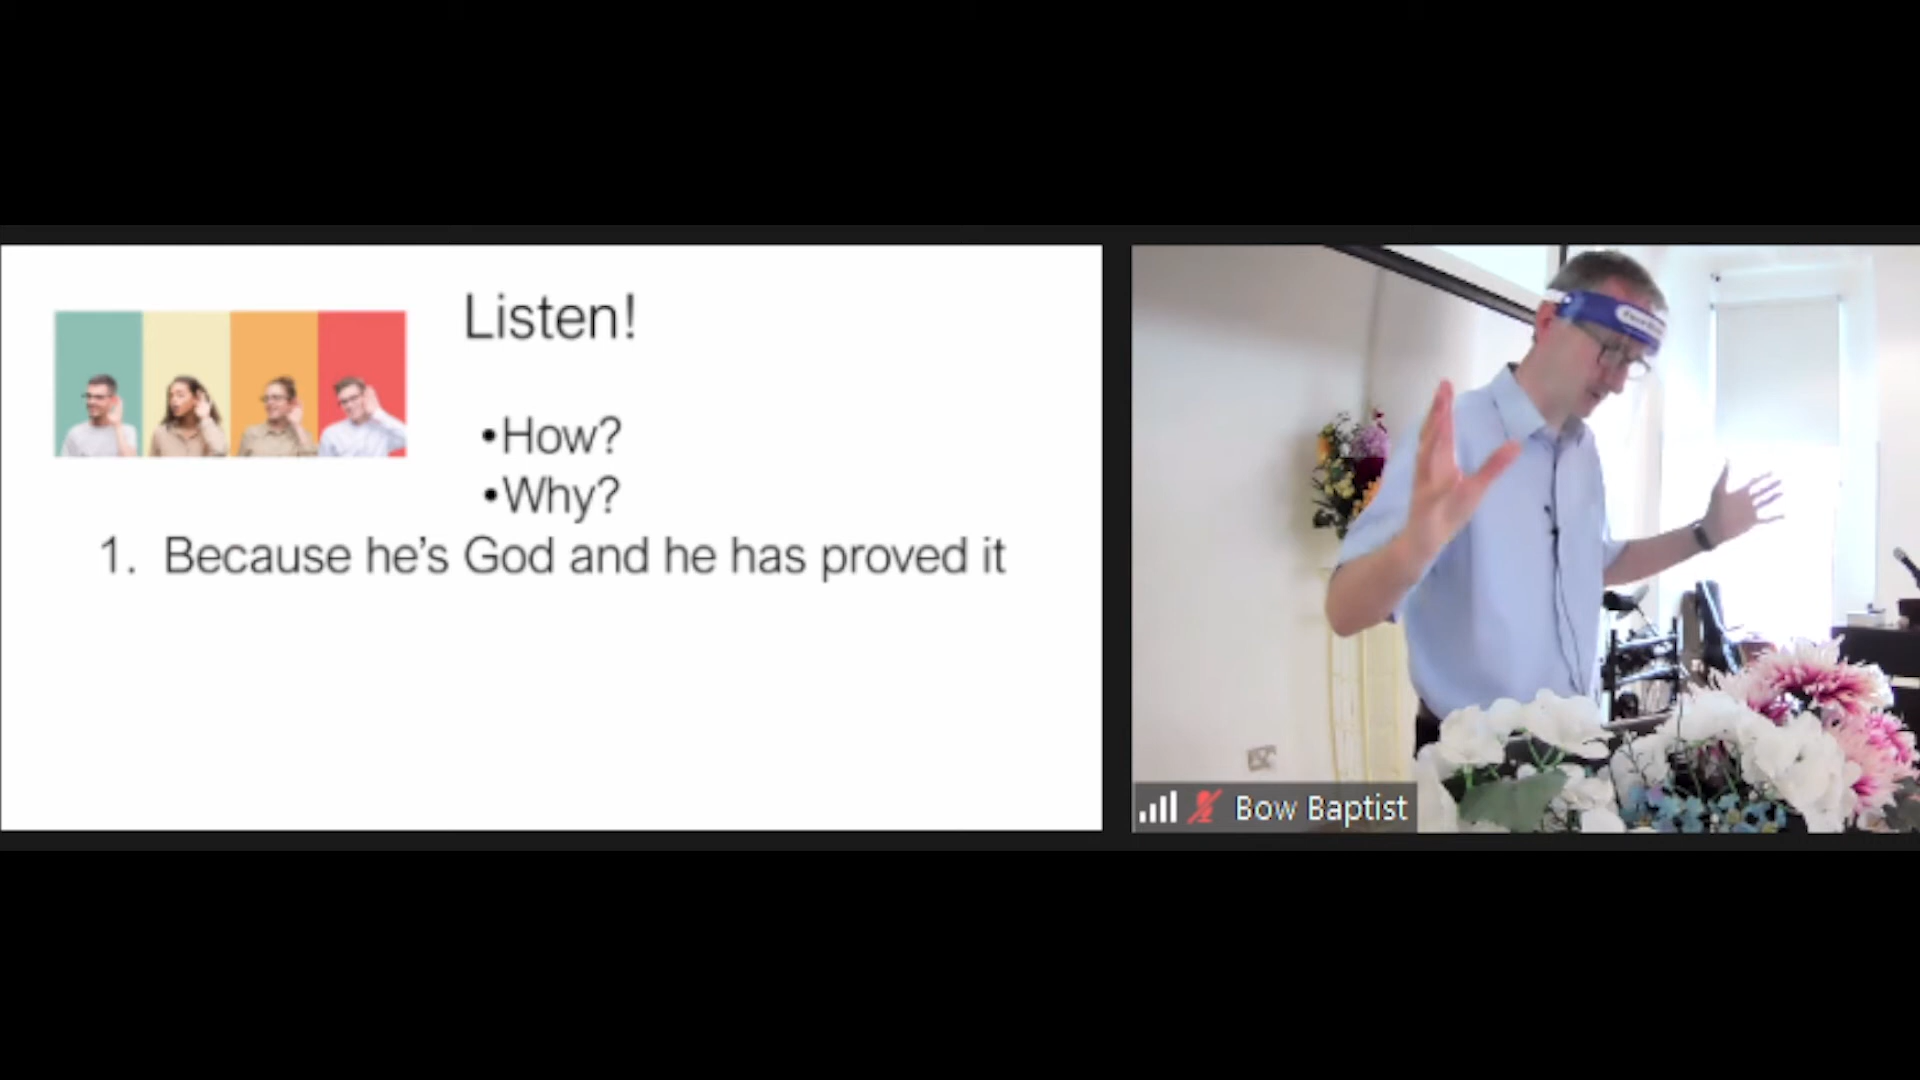 Listen!
•How?
•Why?
1. Because he's God and he has proved it
Bow Baptist